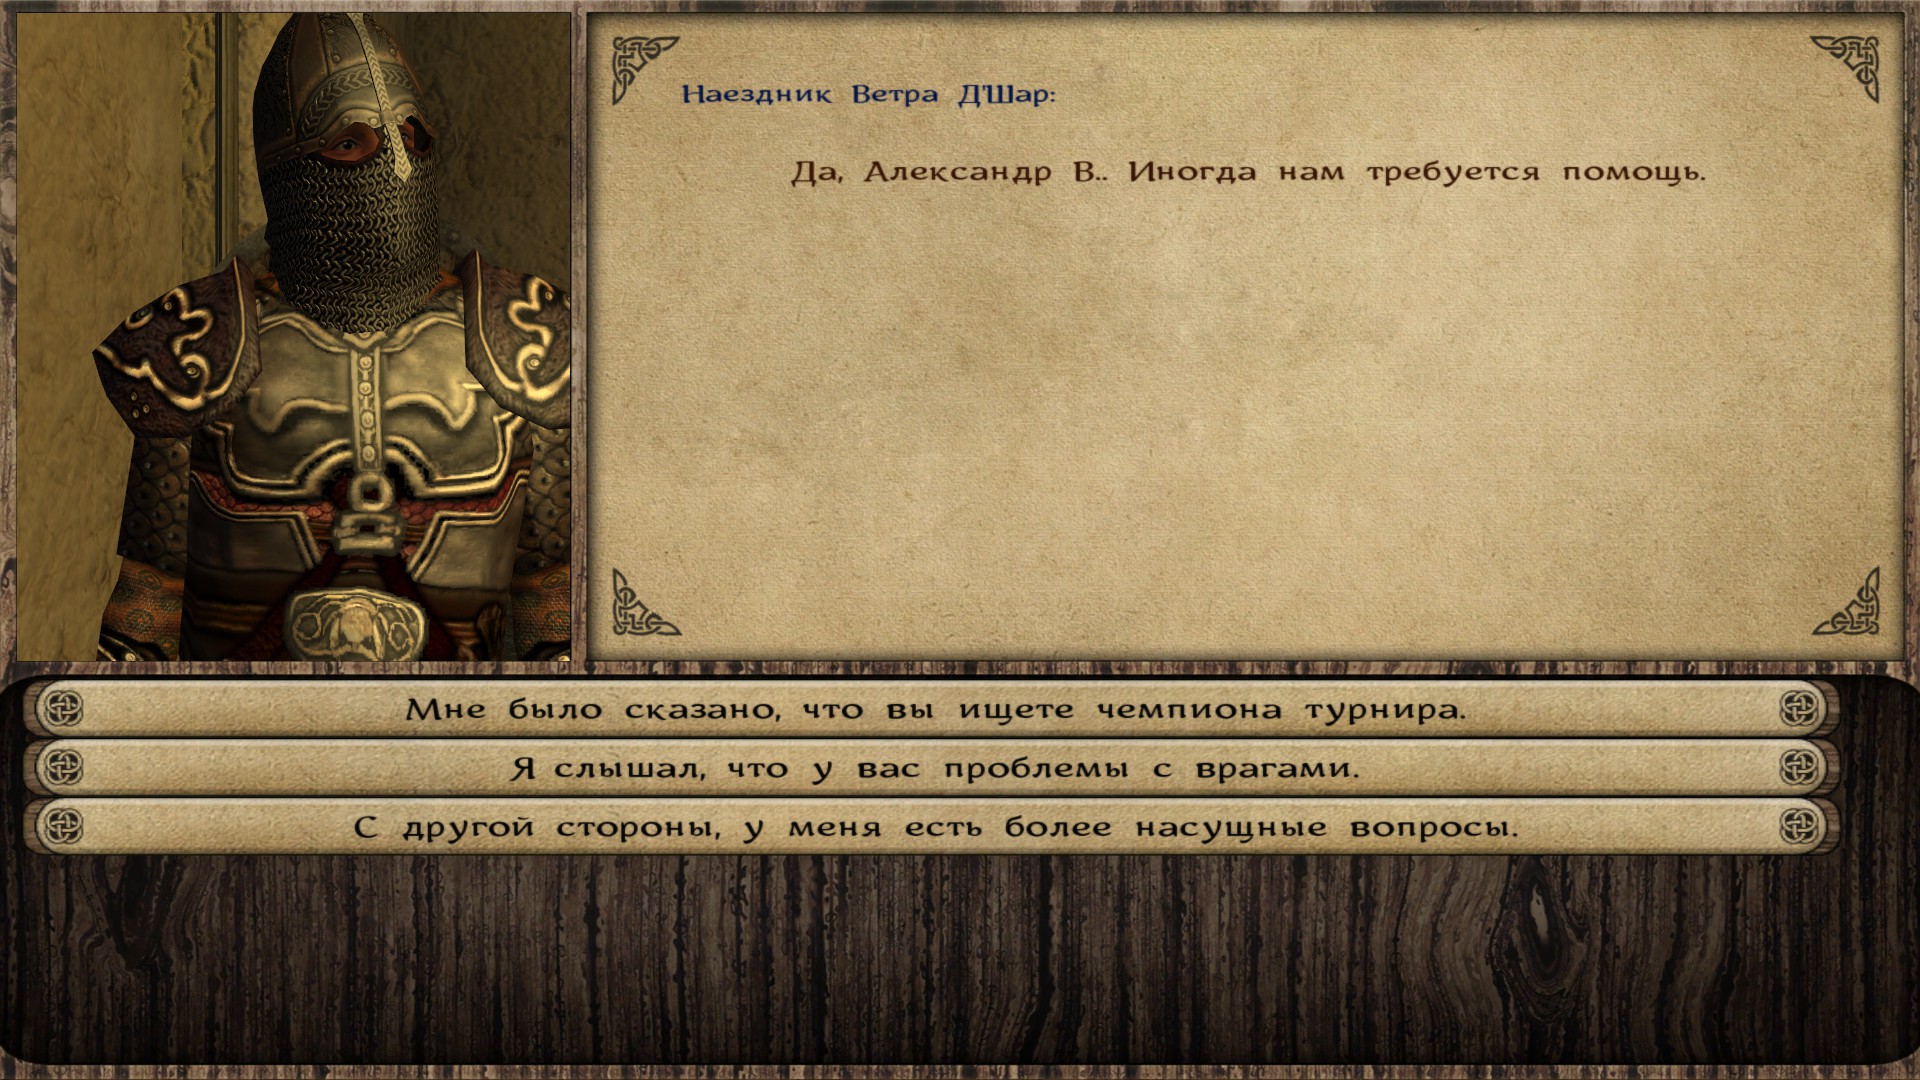 Наездник Ветра Д'Шар:
Да, Александр В.. Иногда нам требуется помощь.
Мне было сказано, что вы ищете чемпиона турнира.
Я слышал, что у вас проблемы с врагами.
С другой стороны, у меня есть более насущные вопросы.